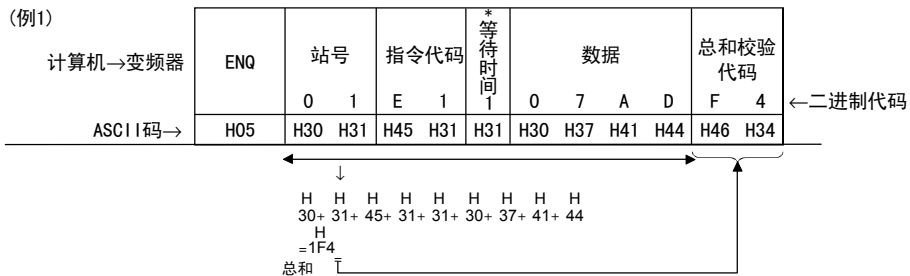 (例1)
计算机→变频器 ENQ 站号 指令代码 *等待时间 数据 总和校验代码
0 1 E 1 1 0 7 A D F 4 ←二进制代码
ASCII码→ H05 H30 H31 H45 H31 H31 H30 H37 H41 H44 H46 H34
↓
H H H H H H H H H
30+ 31+ 45+ 31+ 31+ 30+ 37+ 41+ 44
H
=1F4
总和